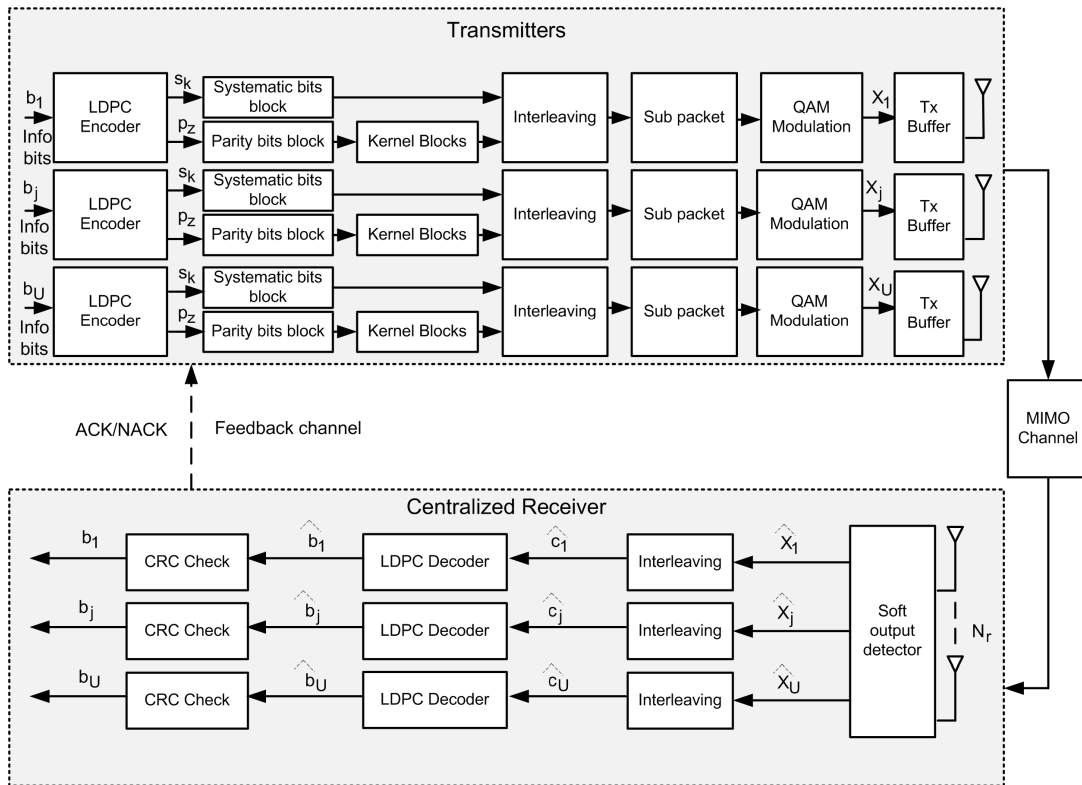 Transmitters
b1
Info
bits
LDPC
Encoder
sk
pz
Systematic bits
block
Parity bits block
Kernel Blocks
Interleaving
Sub packet
QAM
Modulation
X1
Tx
Buffer
bj
Info
bits
LDPC
Encoder
sk
pz
Systematic bits
block
Parity bits block
Kernel Blocks
Interleaving
Sub packet
QAM
Modulation
Xj
Tx
Buffer
bU
Info
bits
LDPC
Encoder
sk
pz
Systematic bits
block
Parity bits block
Kernel Blocks
Interleaving
Sub packet
QAM
Modulation
XU
Tx
Buffer
ACK/NACK
Feedback channel
MIMO
Channel
Centralized Receiver
b1
CRC Check
b̂1
LDPC Decoder
ĉ1
Interleaving
X̂1
bj
CRC Check
b̂j
LDPC Decoder
ĉj
Interleaving
X̂j
bU
CRC Check
b̂U
LDPC Decoder
ĉU
Interleaving
X̂U
Soft
output
detector
Nr